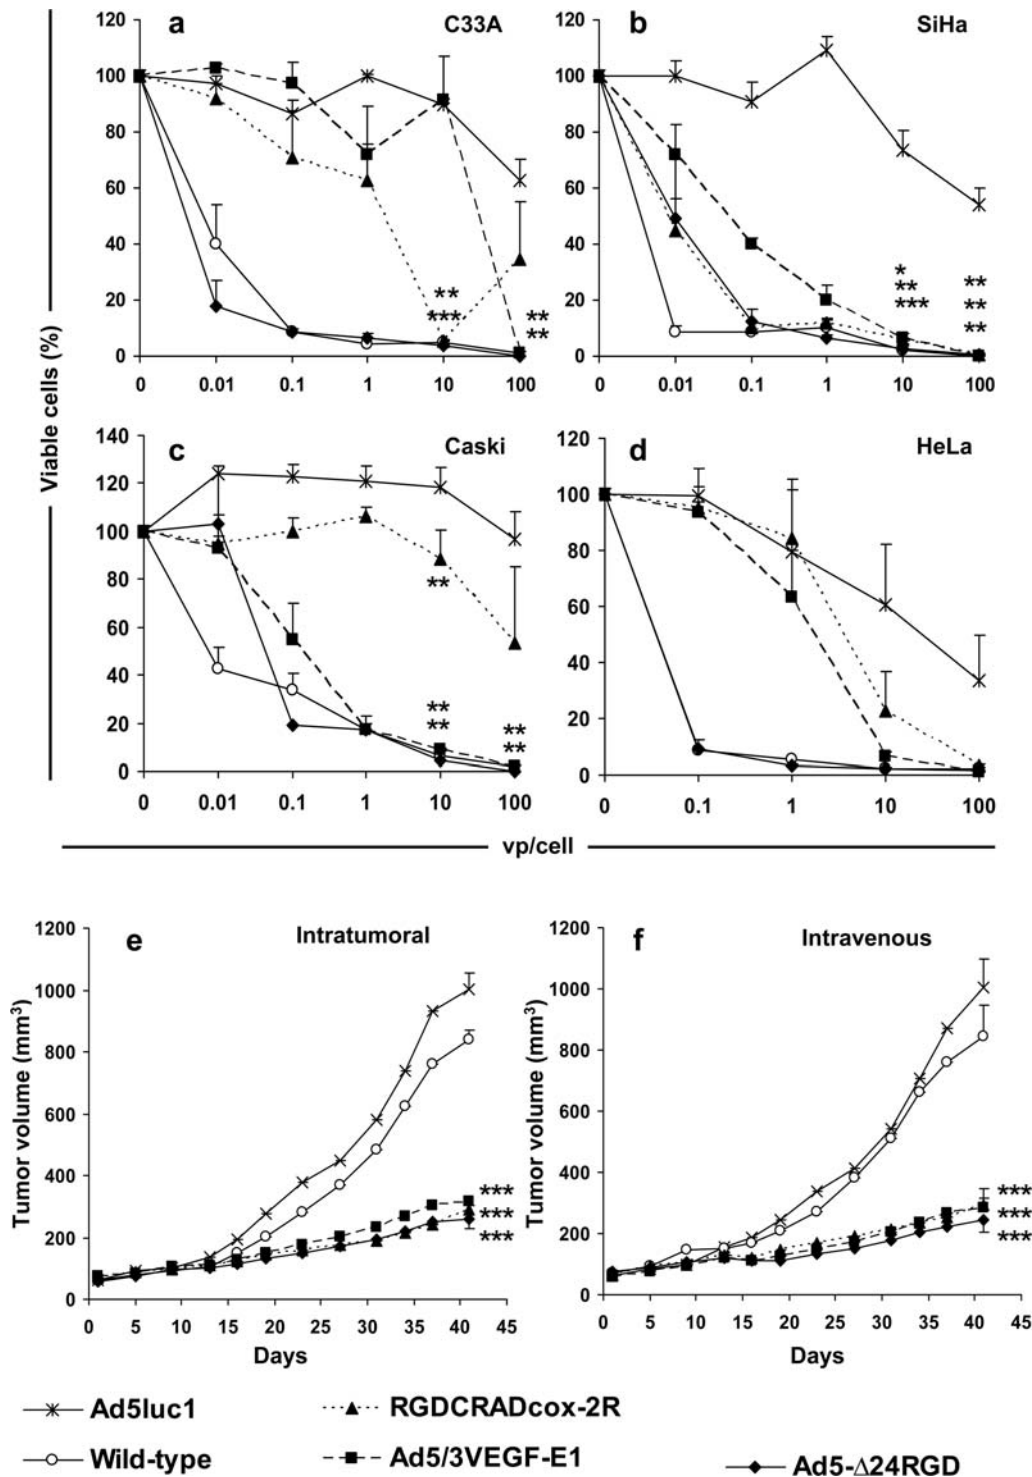 a C33A
120
100
80
60
40
20
0
** ***
** **
0 0.01 0.1 1 10 100
b SiHa
120
100
80
60
40
20
0
* ** ***
** ** **
0 0.01 0.1 1 10 100
Viable cells (%)
c Caski
140
120
100
80
60
40
20
0
**
** **
** **
0 0.01 0.1 1 10 100
d HeLa
120
100
80
60
40
20
0
0 0.1 1 10 100
vp/cell
e Intratumoral
Tumor volume (mm³)
1200
1000
800
600
400
200
0
***
***
***
0 5 10 15 20 25 30 35 40 45
Days
f Intravenous
Tumor volume (mm³)
1200
1000
800
600
400
200
0
***
***
***
0 5 10 15 20 25 30 35 40 45
Days
Ad5luc1 RGDCRADcox-2R
Wild-type Ad5/3VEGF-E1 Ad5-Δ24RGD